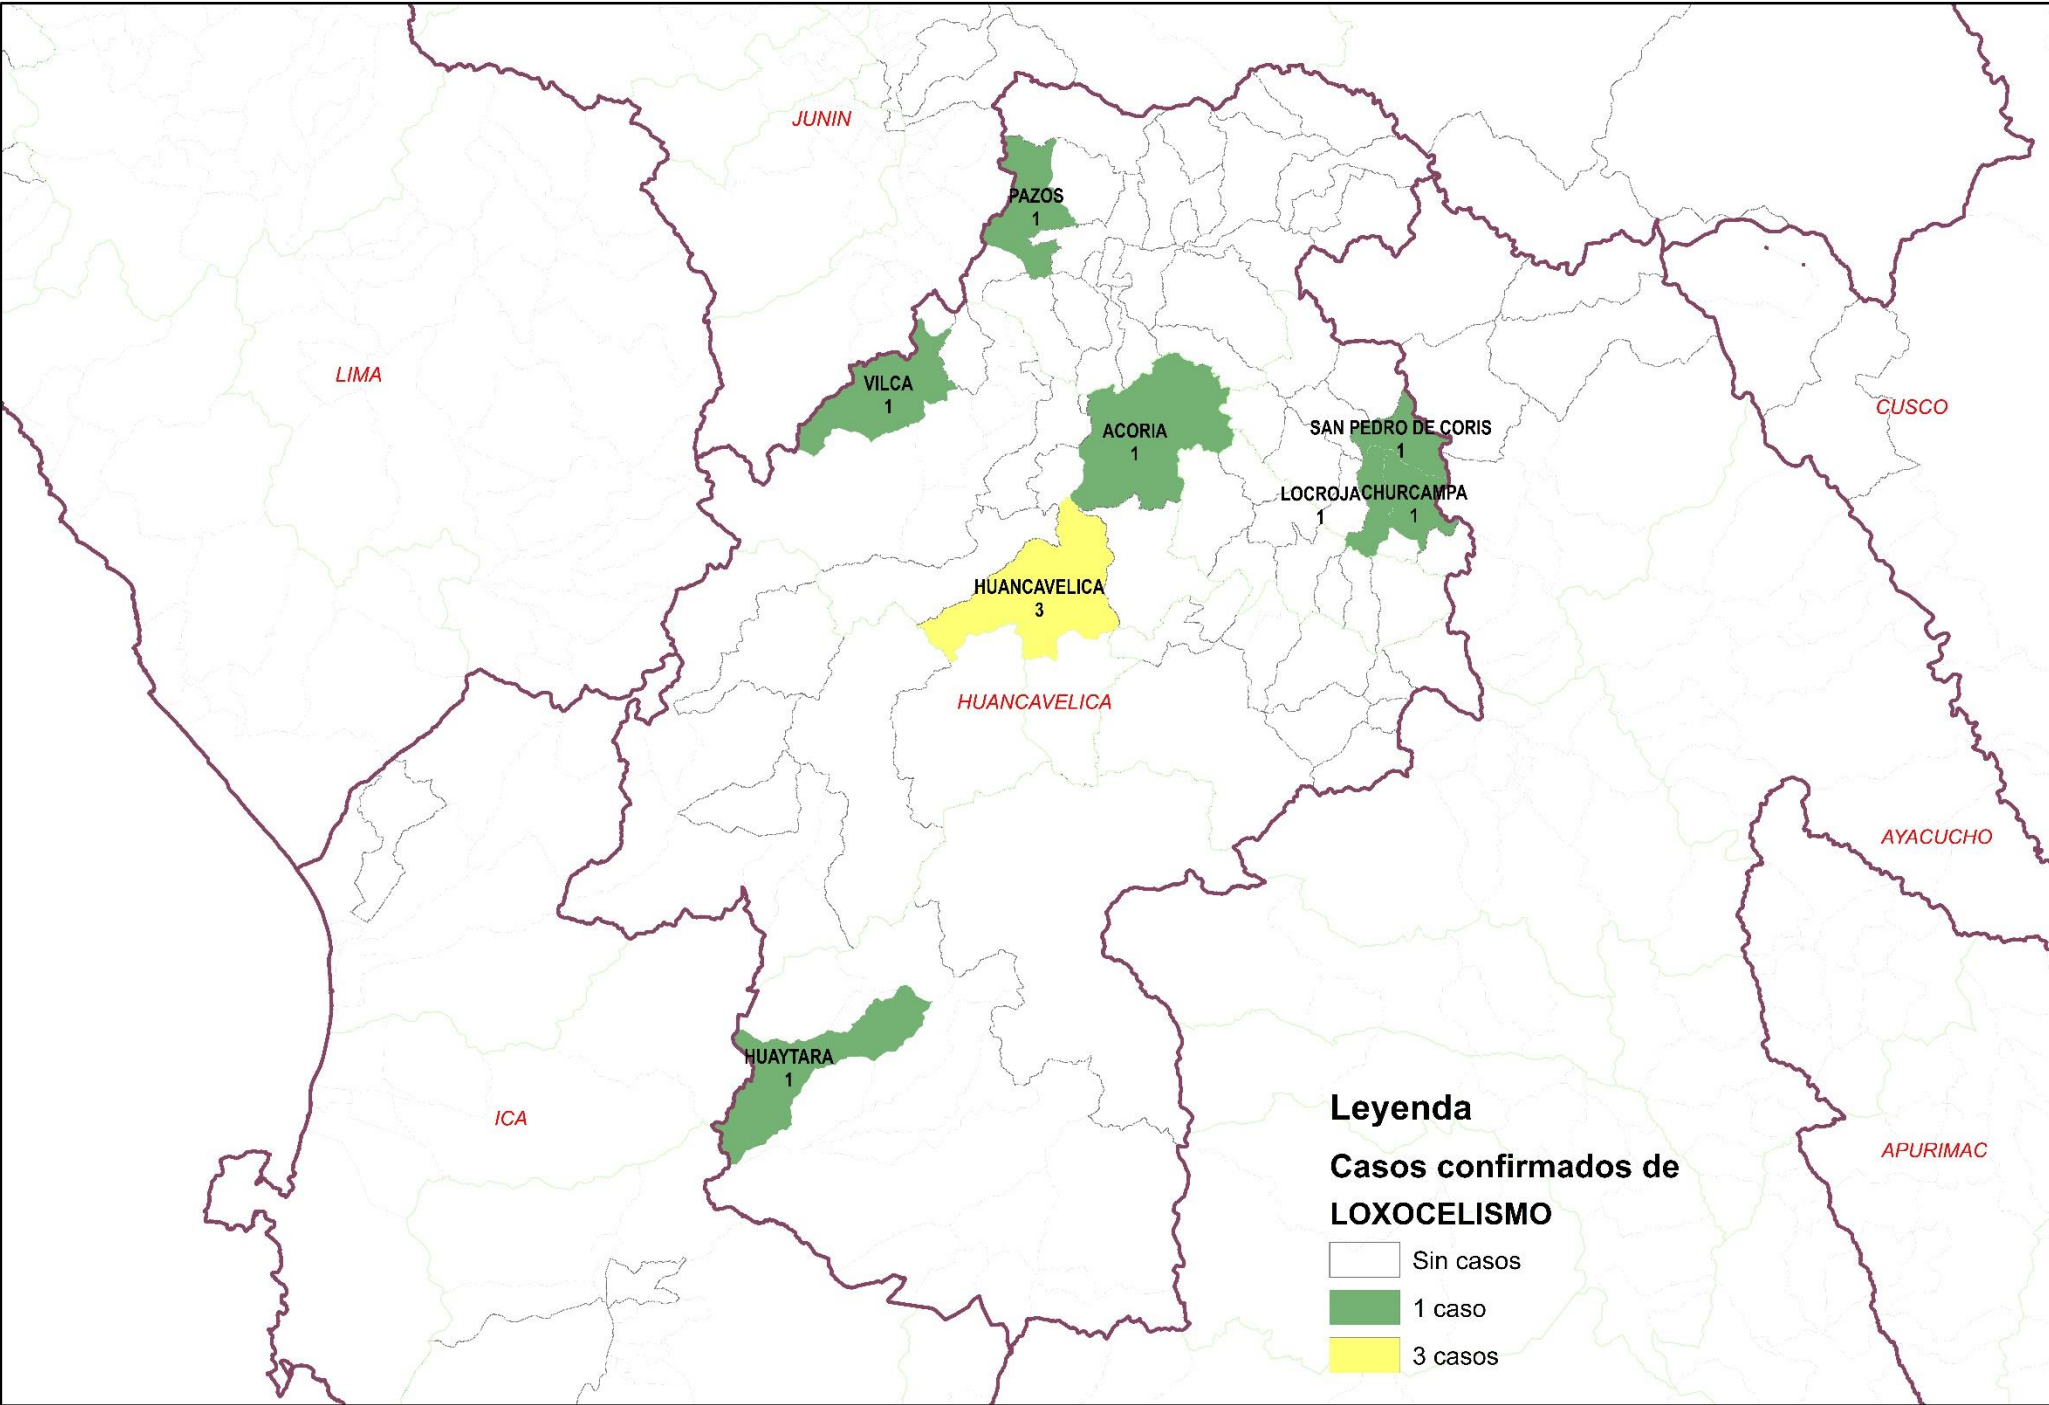 JUNIN
PAZOS
1
LIMA
VILCA
1
CUSCO
ACORIA
1
SAN PEDRO DE CORIS
1
LOCROJA
1
CHURCAMPA
1
HUANCAVELICA
3
HUANCAVELICA
AYACUCHO
HUAYTARA
1
ICA
APURIMAC
Leyenda
Casos confirmados de
LOXOCELISMO
Sin casos
1 caso
3 casos